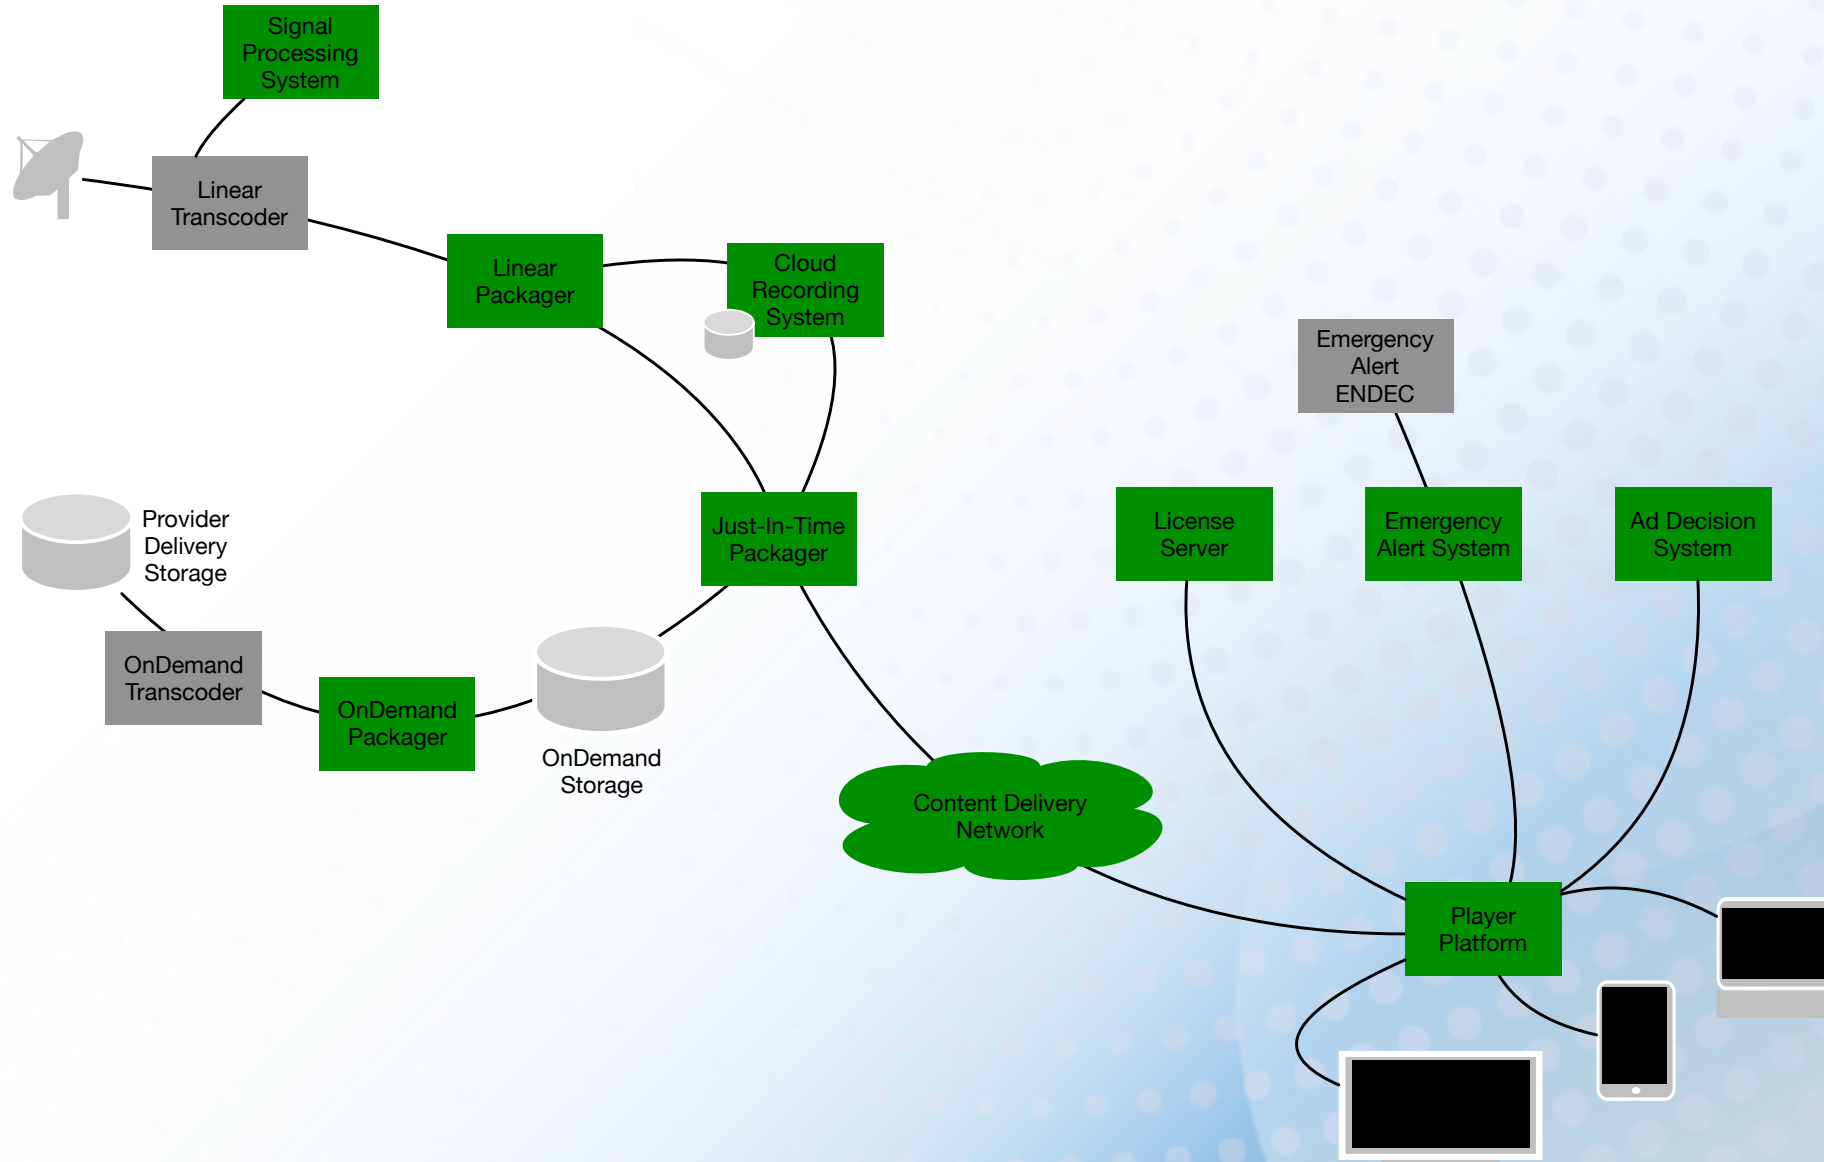 Signal
Processing
System
Linear
Transcoder
Linear
Packager
Cloud
Recording
System
Emergency
Alert
ENDEC
Provider
Delivery
Storage
Just-In-Time
Packager
License
Server
Emergency
Alert System
Ad Decision
System
OnDemand
Transcoder
OnDemand
Packager
OnDemand
Storage
Content Delivery
Network
Player
Platform